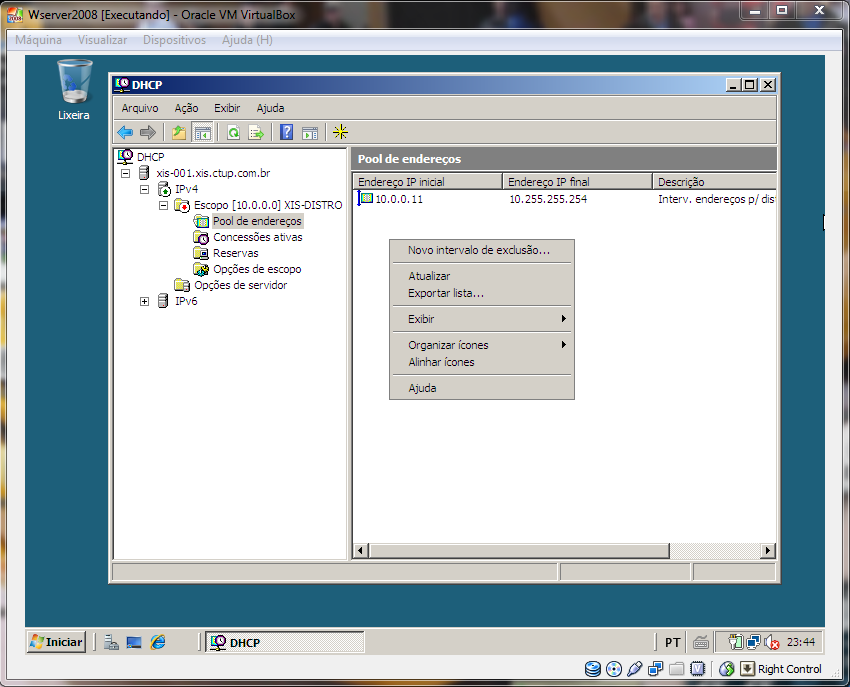 Wserver2008 [Executando] - Oracle VM VirtualBox
Máquina Visualizar Dispositivos Ajuda (H)
Lixeira
DHCP
Arquivo Ação Exibir Ajuda
DHCP
xis-001.xis.ctup.com.br
IPv4
Escopo [10.0.0.0] XIS-DISTRO
Pool de endereços
Concessões ativas
Reservas
Opções de escopo
Opções de servidor
IPv6
Pool de endereços
Endereço IP inicial Endereço IP final Descrição
10.0.0.11 10.255.255.254 Interv. endereços p/ dis
Novo intervalo de exclusão...
Atualizar
Exportar lista...
Exibir
Organizar ícones
Alinhar ícones
Ajuda
Iniciar DHCP PT 23:44
Right Control